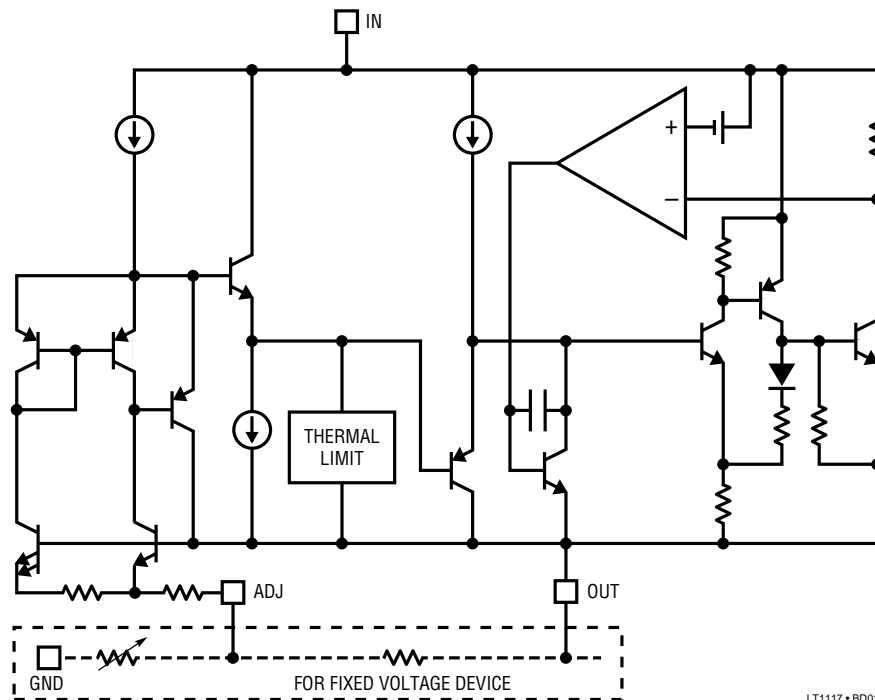 IN
+
−
THERMAL
LIMIT
ADJ
OUT
GND
FOR FIXED VOLTAGE DEVICE